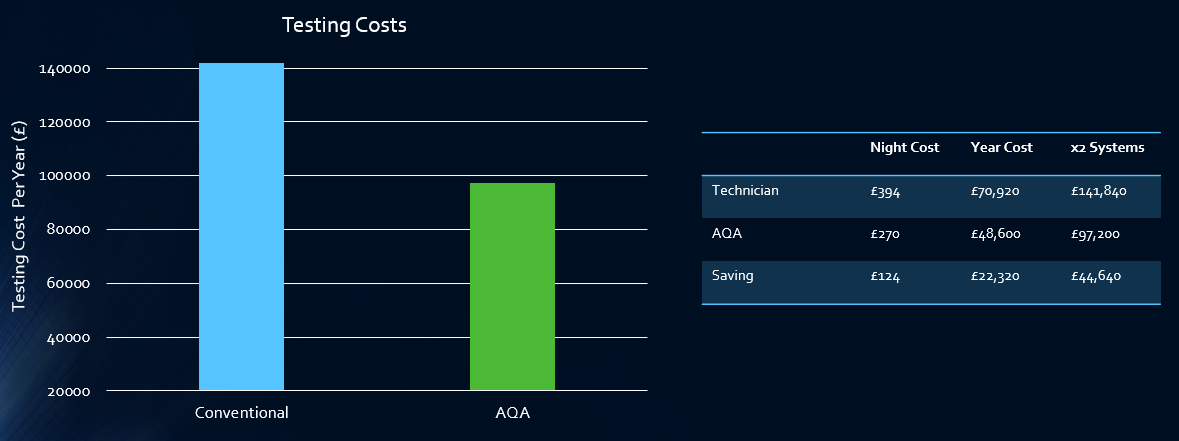 Testing Costs
Testing Cost Per Year (£)
140000
120000
100000
80000
60000
40000
20000
Conventional AQA
Night Cost Year Cost x2 Systems
Technician £394 £70,920 £141,840
AQA £270 £48,600 £97,200
Saving £124 £22,320 £44,640